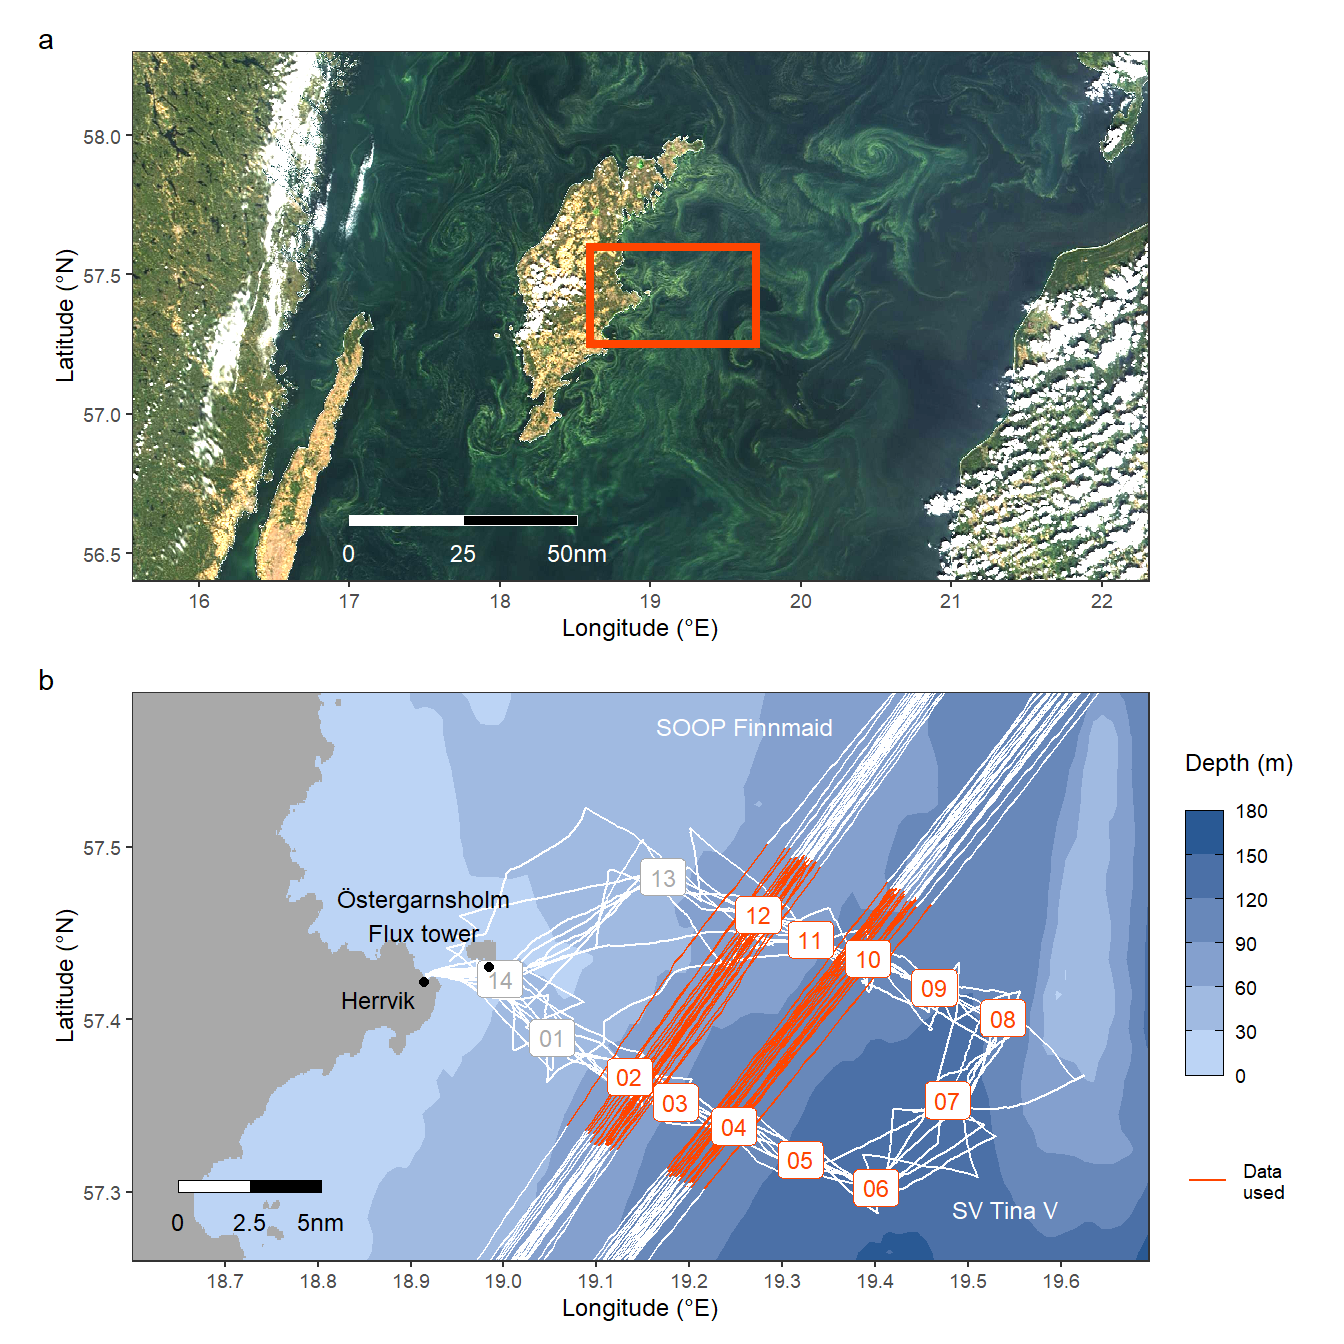 a
Latitude (°N)
58.0
57.5
57.0
56.5
0 25 50nm
16 17 18 19 20 21 22
Longitude (°E)
b
Latitude (°N)
57.5
57.4
57.3
SOOP Finnmaid
Östergarnsholm
Flux tower
Herrvik
13
12
11
10
14
09
01
08
02
03
07
04
05
06
SV Tina V
0 2.5 5nm
18.7 18.8 18.9 19.0 19.1 19.2 19.3 19.4 19.5 19.6
Longitude (°E)
Depth (m)
180
150
120
90
60
30
0
Data
used